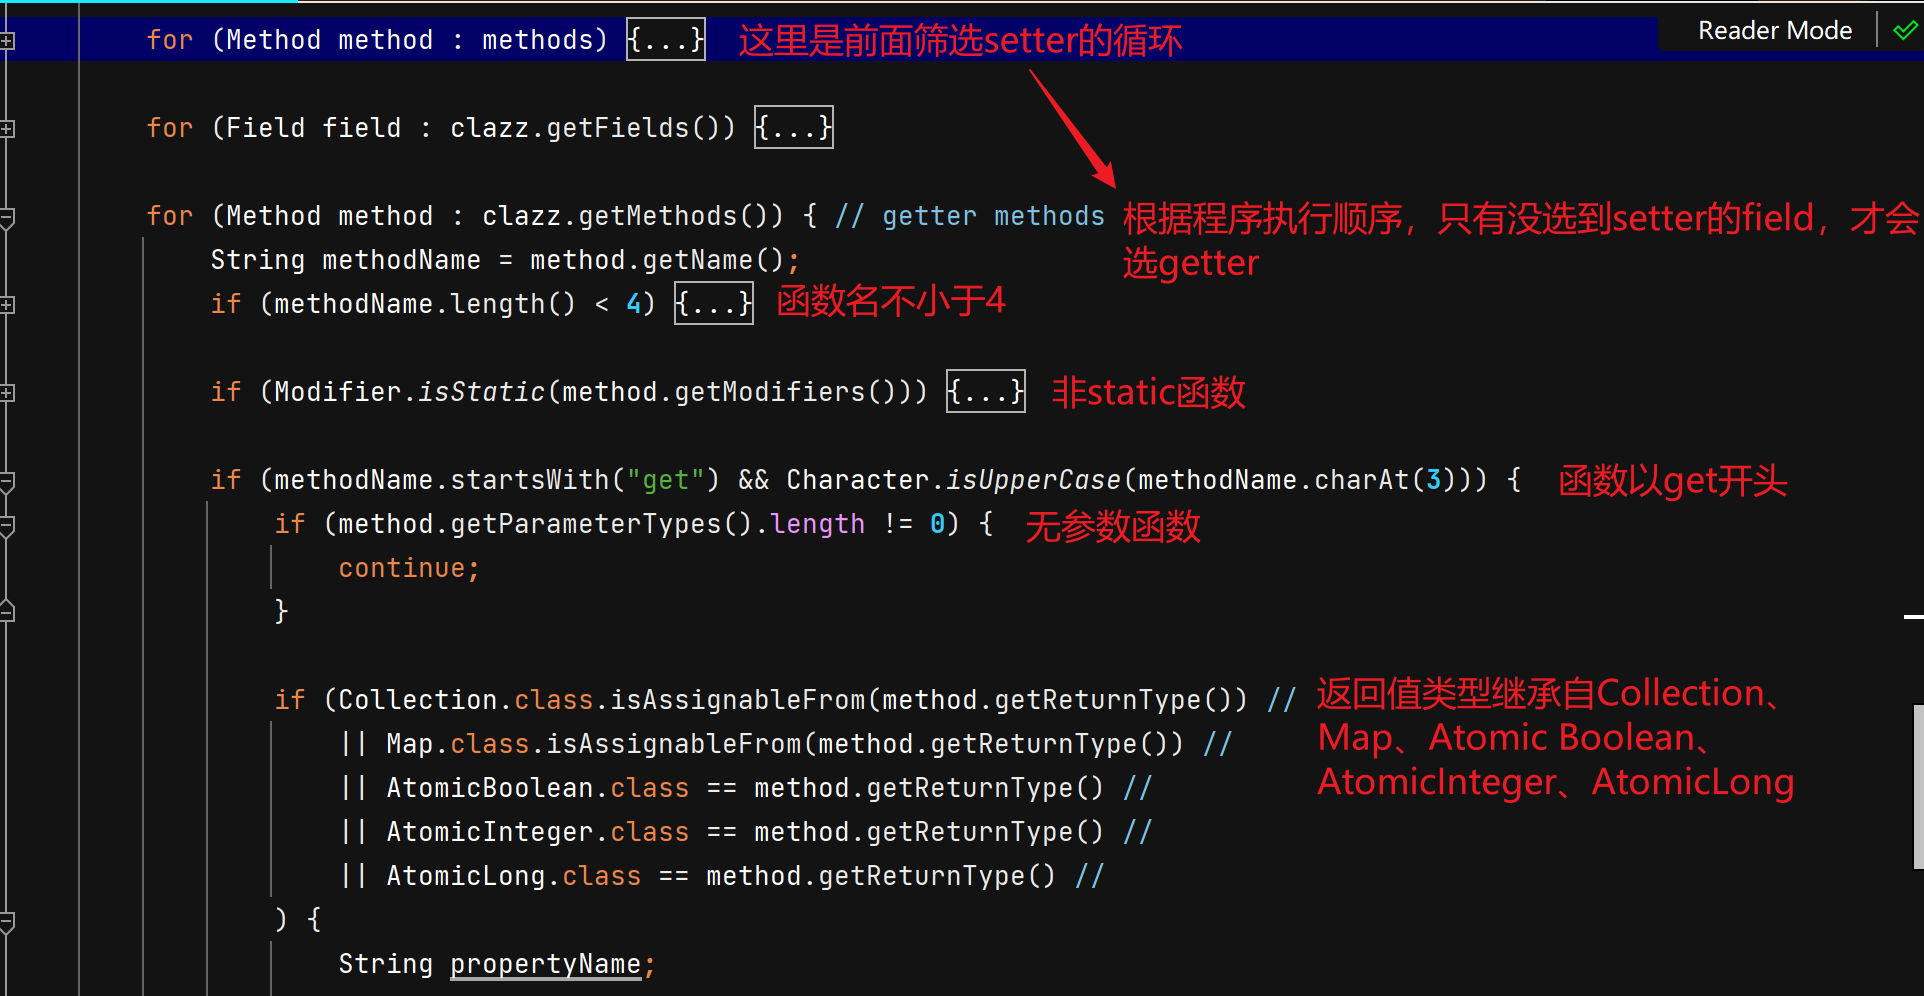 for (Method method : methods) {...} 这里是前面筛选setter的循环
Reader Mode
for (Field field : clazz.getFields()) {...}
for (Method method : clazz.getMethods()) { // getter methods 根据程序执行顺序，只有没选到setter的field，才会
选getter
String methodName = method.getName();
if (methodName.length() < 4) {...} 函数名不小于4
if (Modifier.isStatic(method.getModifiers())) {...} 非static函数
if (methodName.startsWith("get") && Character.isUpperCase(methodName.charAt(3))) { 函数以get开头
if (method.getParameterTypes().length != 0) { 无参数函数
continue;
}
if (Collection.class.isAssignableFrom(method.getReturnType()) // 返回值类型继承自Collection、
|| Map.class.isAssignableFrom(method.getReturnType()) // Map、Atomic Boolean、
|| AtomicBoolean.class == method.getReturnType() // AtomicInteger、AtomicLong
|| AtomicInteger.class == method.getReturnType() //
|| AtomicLong.class == method.getReturnType() //
) {
String propertyName;